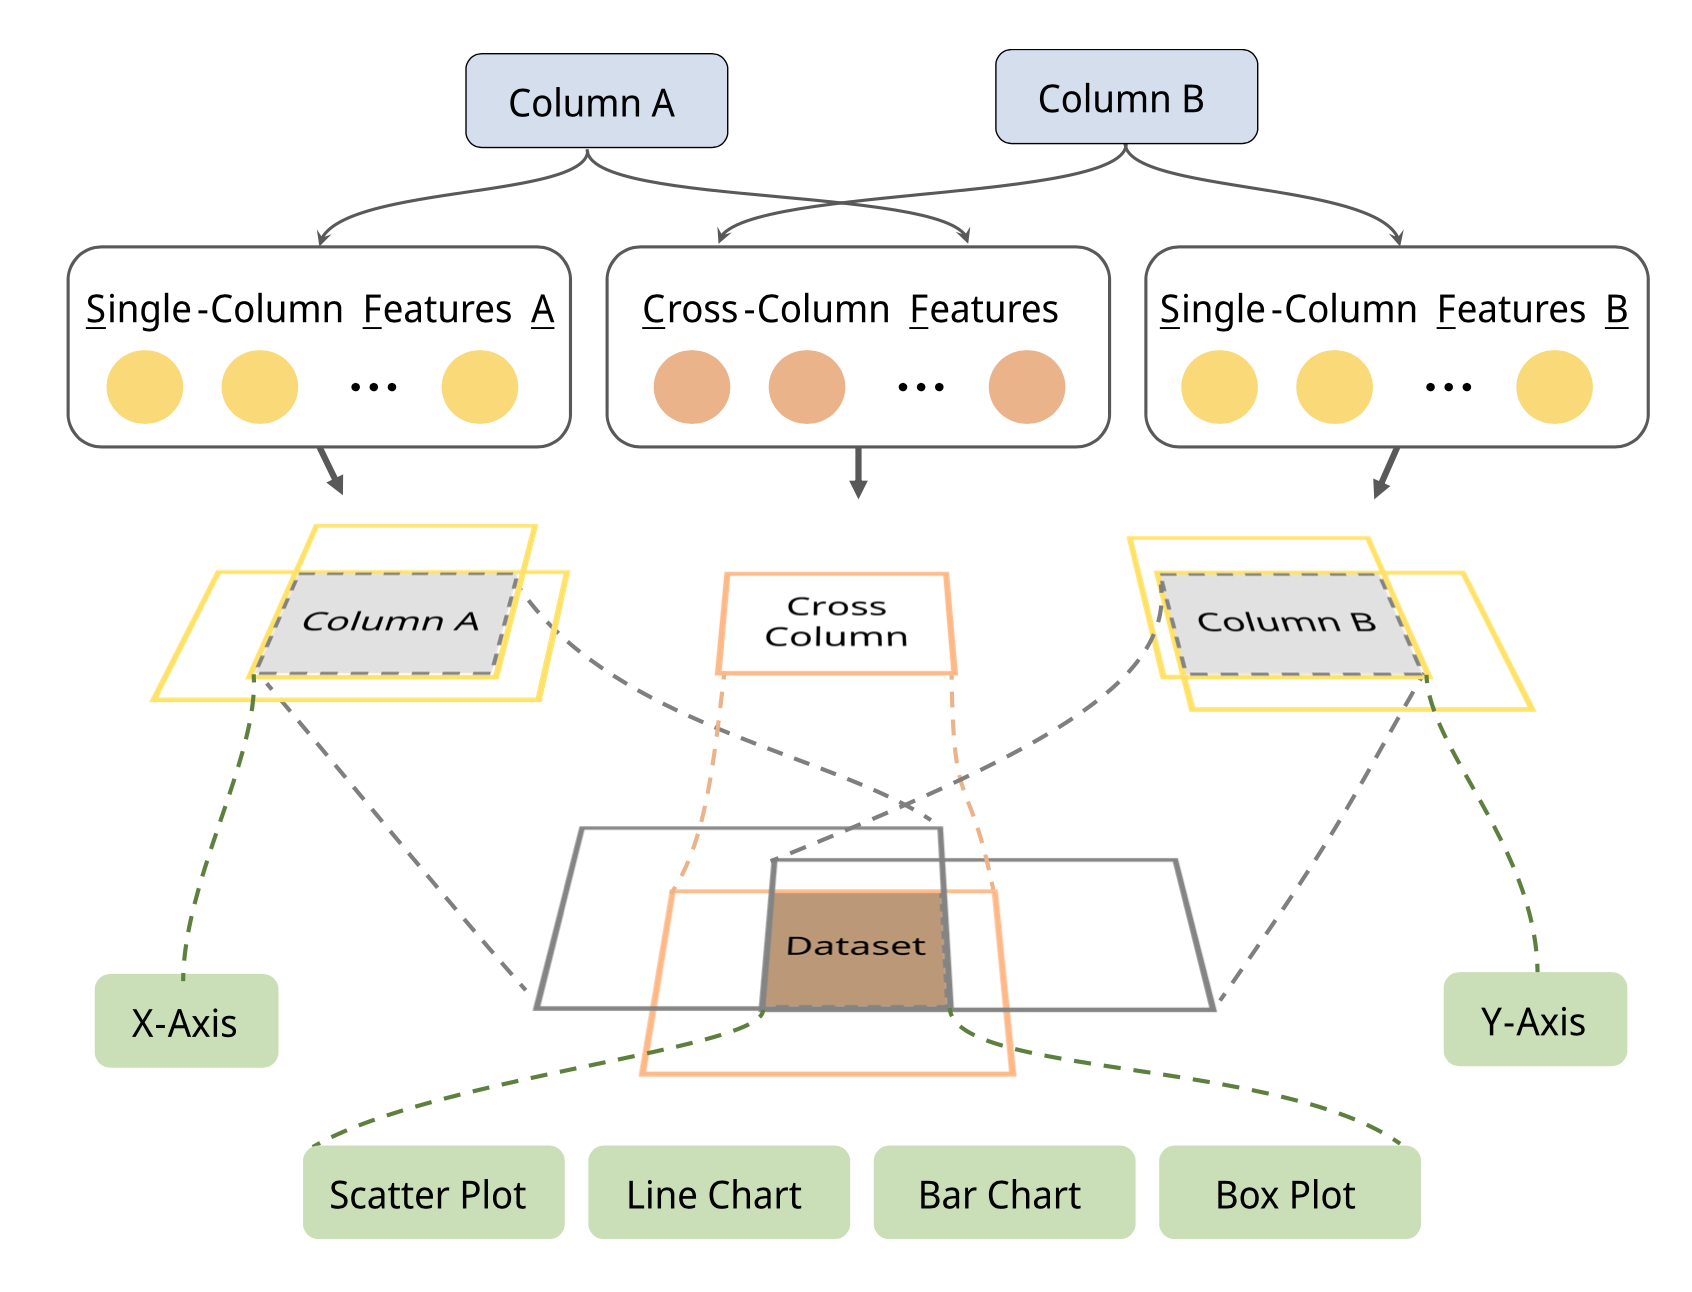 Column A
Column B
Single-Column Features A
Cross-Column Features
Single-Column Features B
Column A
Cross
Column
Column B
Dataset
X-Axis
Y-Axis
Scatter Plot
Line Chart
Bar Chart
Box Plot